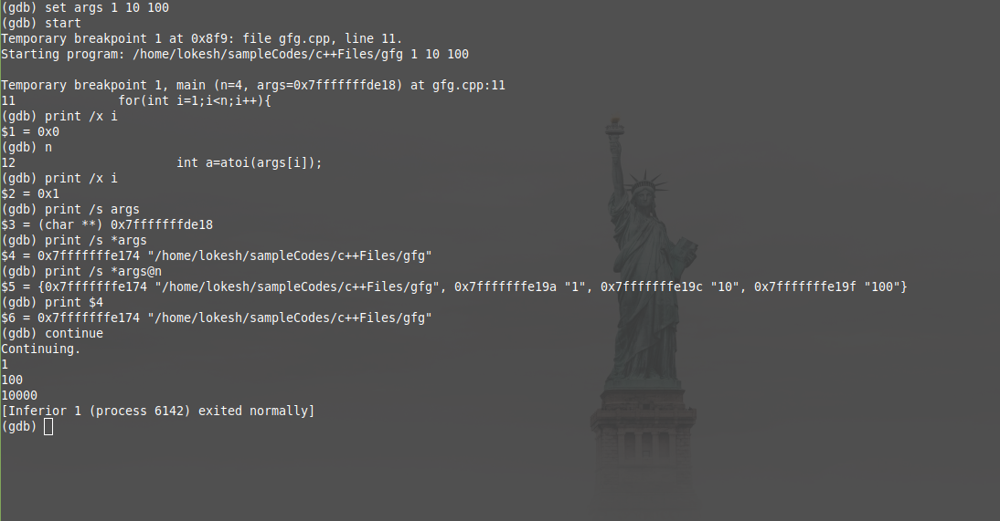 (gdb) set args 1 10 100
(gdb) start
Temporary breakpoint 1 at 0x8f9: file gfg.cpp, line 11.
Starting program: /home/lokesh/sampleCodes/c++Files/gfg 1 10 100
Temporary breakpoint 1, main (n=4, args=0x7fffffffde18) at gfg.cpp:11
11 for(int i=1;i<n;i++){
(gdb) print /x i
$1 = 0x0
(gdb) n
12 int a=atoi(args[i]);
(gdb) print /x i
$2 = 0x1
(gdb) print /s args
$3 = (char **) 0x7fffffffde18
(gdb) print /s *args
$4 = 0x7fffffffe174 "/home/lokesh/sampleCodes/c++Files/gfg"
(gdb) print /s *args@n
$5 = {0x7fffffffe174 "/home/lokesh/sampleCodes/c++Files/gfg", 0x7fffffffe19a "1", 0x7fffffffe19c "10", 0x7fffffffe19f "100"}
(gdb) print $4
$6 = 0x7fffffffe174 "/home/lokesh/sampleCodes/c++Files/gfg"
(gdb) continue
Continuing.
1
100
10000
[Inferior 1 (process 6142) exited normally]
(gdb)